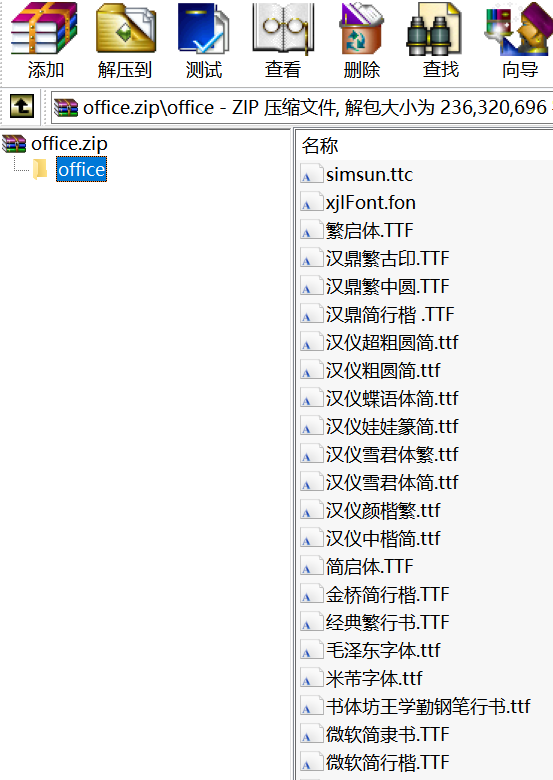 添加 解压到 测试 查看 删除 查找 向导
office.zip\office - ZIP 压缩文件, 解包大小为 236,320,696
office.zip
office
名称
simsun.ttc
xjlFont.fon
繁启体.TTF
汉鼎繁古印.TTF
汉鼎繁中圆.TTF
汉鼎简行楷 .TTF
汉仪超粗圆简.ttf
汉仪粗圆简.ttf
汉仪蝶语体简.ttf
汉仪娃娃篆简.ttf
汉仪雪君体繁.ttf
汉仪雪君体简.ttf
汉仪颜楷繁.ttf
汉仪中楷简.ttf
简启体.TTF
金桥简行楷.TTF
经典繁行书.TTF
毛泽东字体.ttf
米芾字体.ttf
书体坊王学勤钢笔行书.ttf
微软简隶书.TTF
微软简行楷.TTF